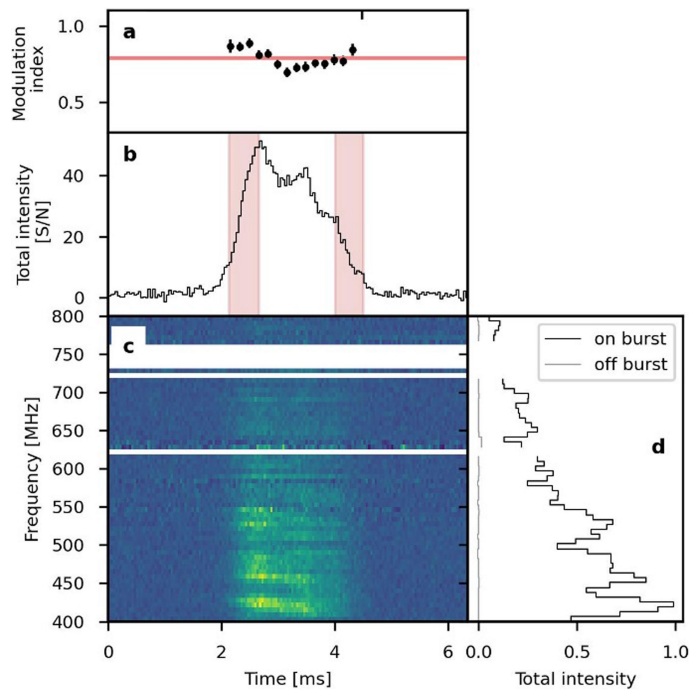 a
1.0
0.5
Modulation
index
b
40
20
0
Total intensity
[S/N]
c
800
750
700
650
600
550
500
450
400
Frequency [MHz]
on burst
off burst
d
0 2 4 6
Time [ms]
0.0 0.5 1.0
Total intensity